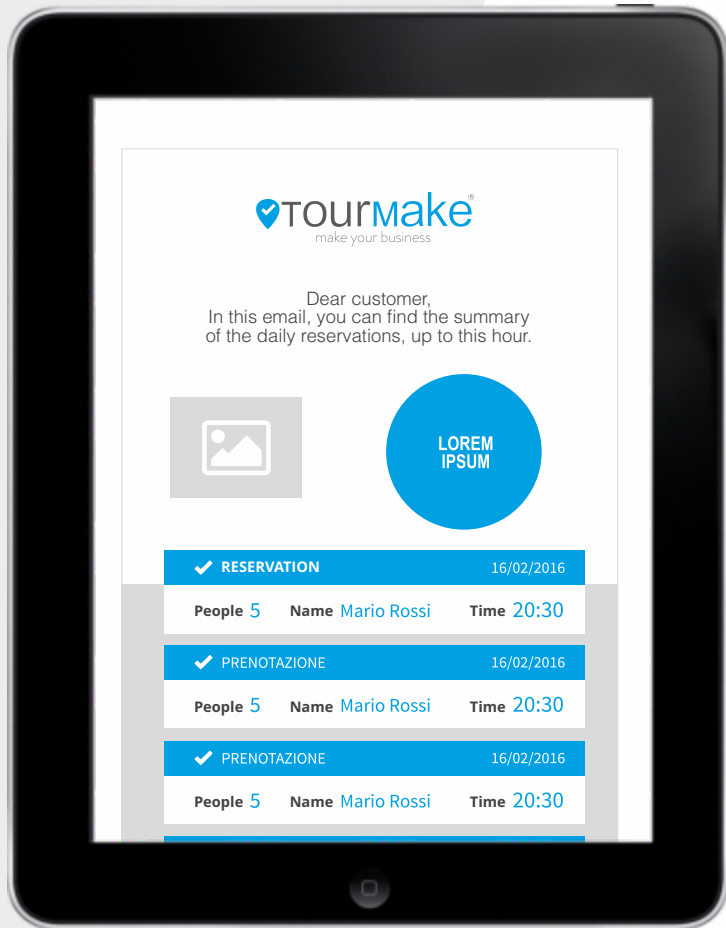 TOURMake®
make your business
Dear customer,
In this email, you can find the summary
of the daily reservations, up to this hour.
LOREM
IPSUM
RESERVATION 16/02/2016
People 5 Name Mario Rossi Time 20:30
PRENOTAZIONE 16/02/2016
People 5 Name Mario Rossi Time 20:30
PRENOTAZIONE 16/02/2016
People 5 Name Mario Rossi Time 20:30